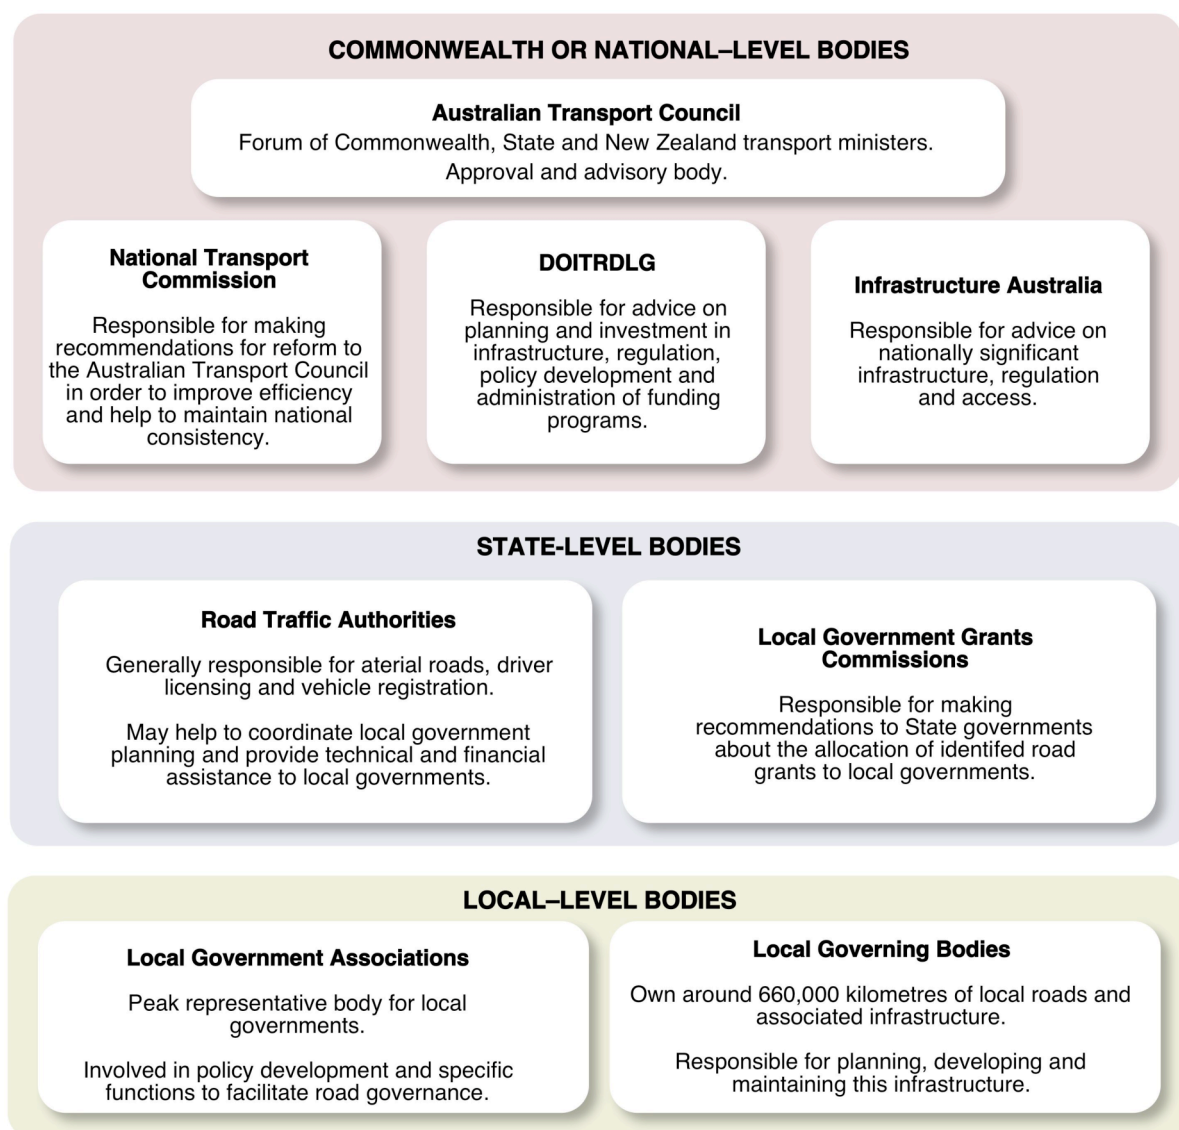 COMMONWEALTH OR NATIONAL–LEVEL BODIES
Australian Transport Council
Forum of Commonwealth, State and New Zealand transport ministers.
Approval and advisory body.
National Transport
Commission
Responsible for making
recommendations for reform to
the Australian Transport Council
in order to improve efficiency
and help to maintain national
consistency.
DOITRDLG
Responsible for advice on
planning and investment in
infrastructure, regulation,
policy development and
administration of funding
programs.
Infrastructure Australia
Responsible for advice on
nationally significant
infrastructure, regulation
and access.
STATE-LEVEL BODIES
Road Traffic Authorities
Generally responsible for aterial roads, driver
licensing and vehicle registration.
May help to coordinate local government
planning and provide technical and financial
assistance to local governments.
Local Government Grants
Commissions
Responsible for making
recommendations to State governments
about the allocation of identifed road
grants to local governments.
LOCAL–LEVEL BODIES
Local Government Associations
Peak representative body for local
governments.
Involved in policy development and specific
functions to facilitate road governance.
Local Governing Bodies
Own around 660,000 kilometres of local roads and
associated infrastructure.
Responsible for planning, developing and
maintaining this infrastructure.